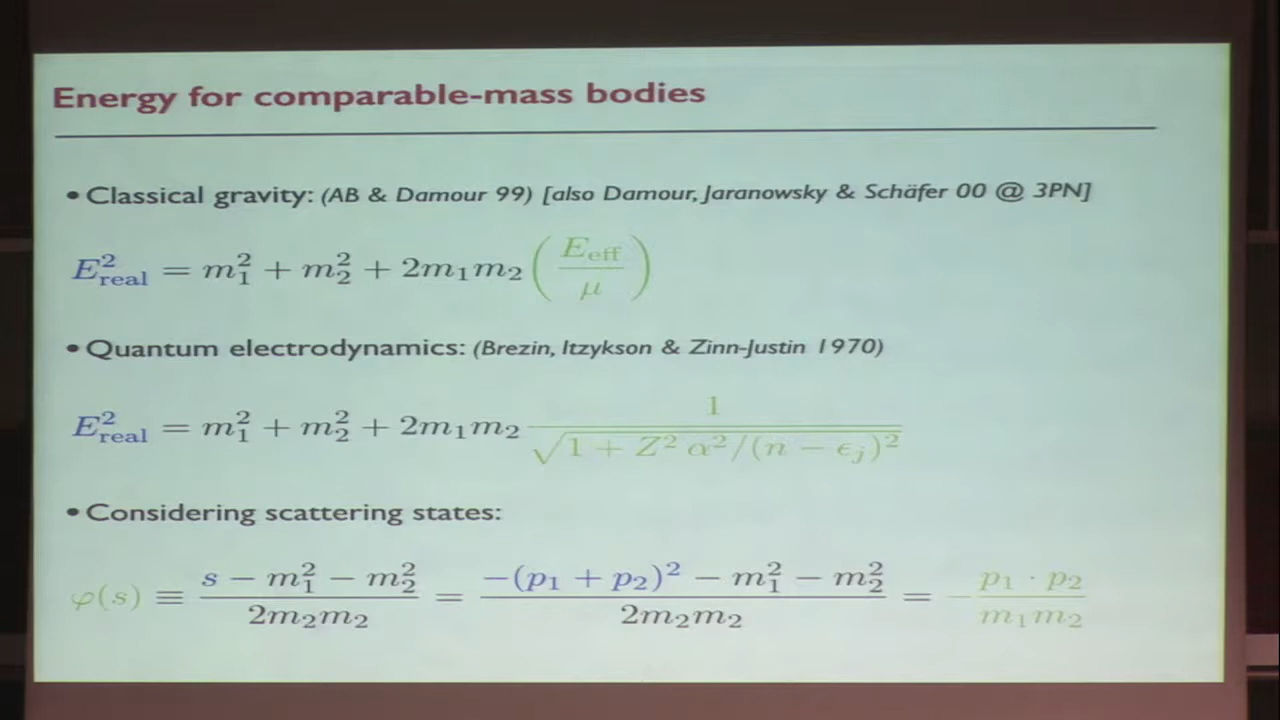 Energy for comparable-mass bodies
• Classical gravity: (AB & Damour 99) [also Damour, Jaranowsky & Schäfer 00 @ 3PN]
E²_real = m₁² + m₂² + 2m₁m₂ (E_eff / μ)
• Quantum electrodynamics: (Brezin, Itzykson & Zinn-Justin 1970)
E²_real = m₁² + m₂² + 2m₁m₂ 1 / √(1 + Z² α²/(n − ϵⱼ)²)
• Considering scattering states:
φ(s) ≡ (s − m₁² − m₂²) / (2m₂m₂) = (−(p₁ + p₂)² − m₁² − m₂²) / (2m₂m₂) = − (p₁ · p₂) / (m₁m₂)